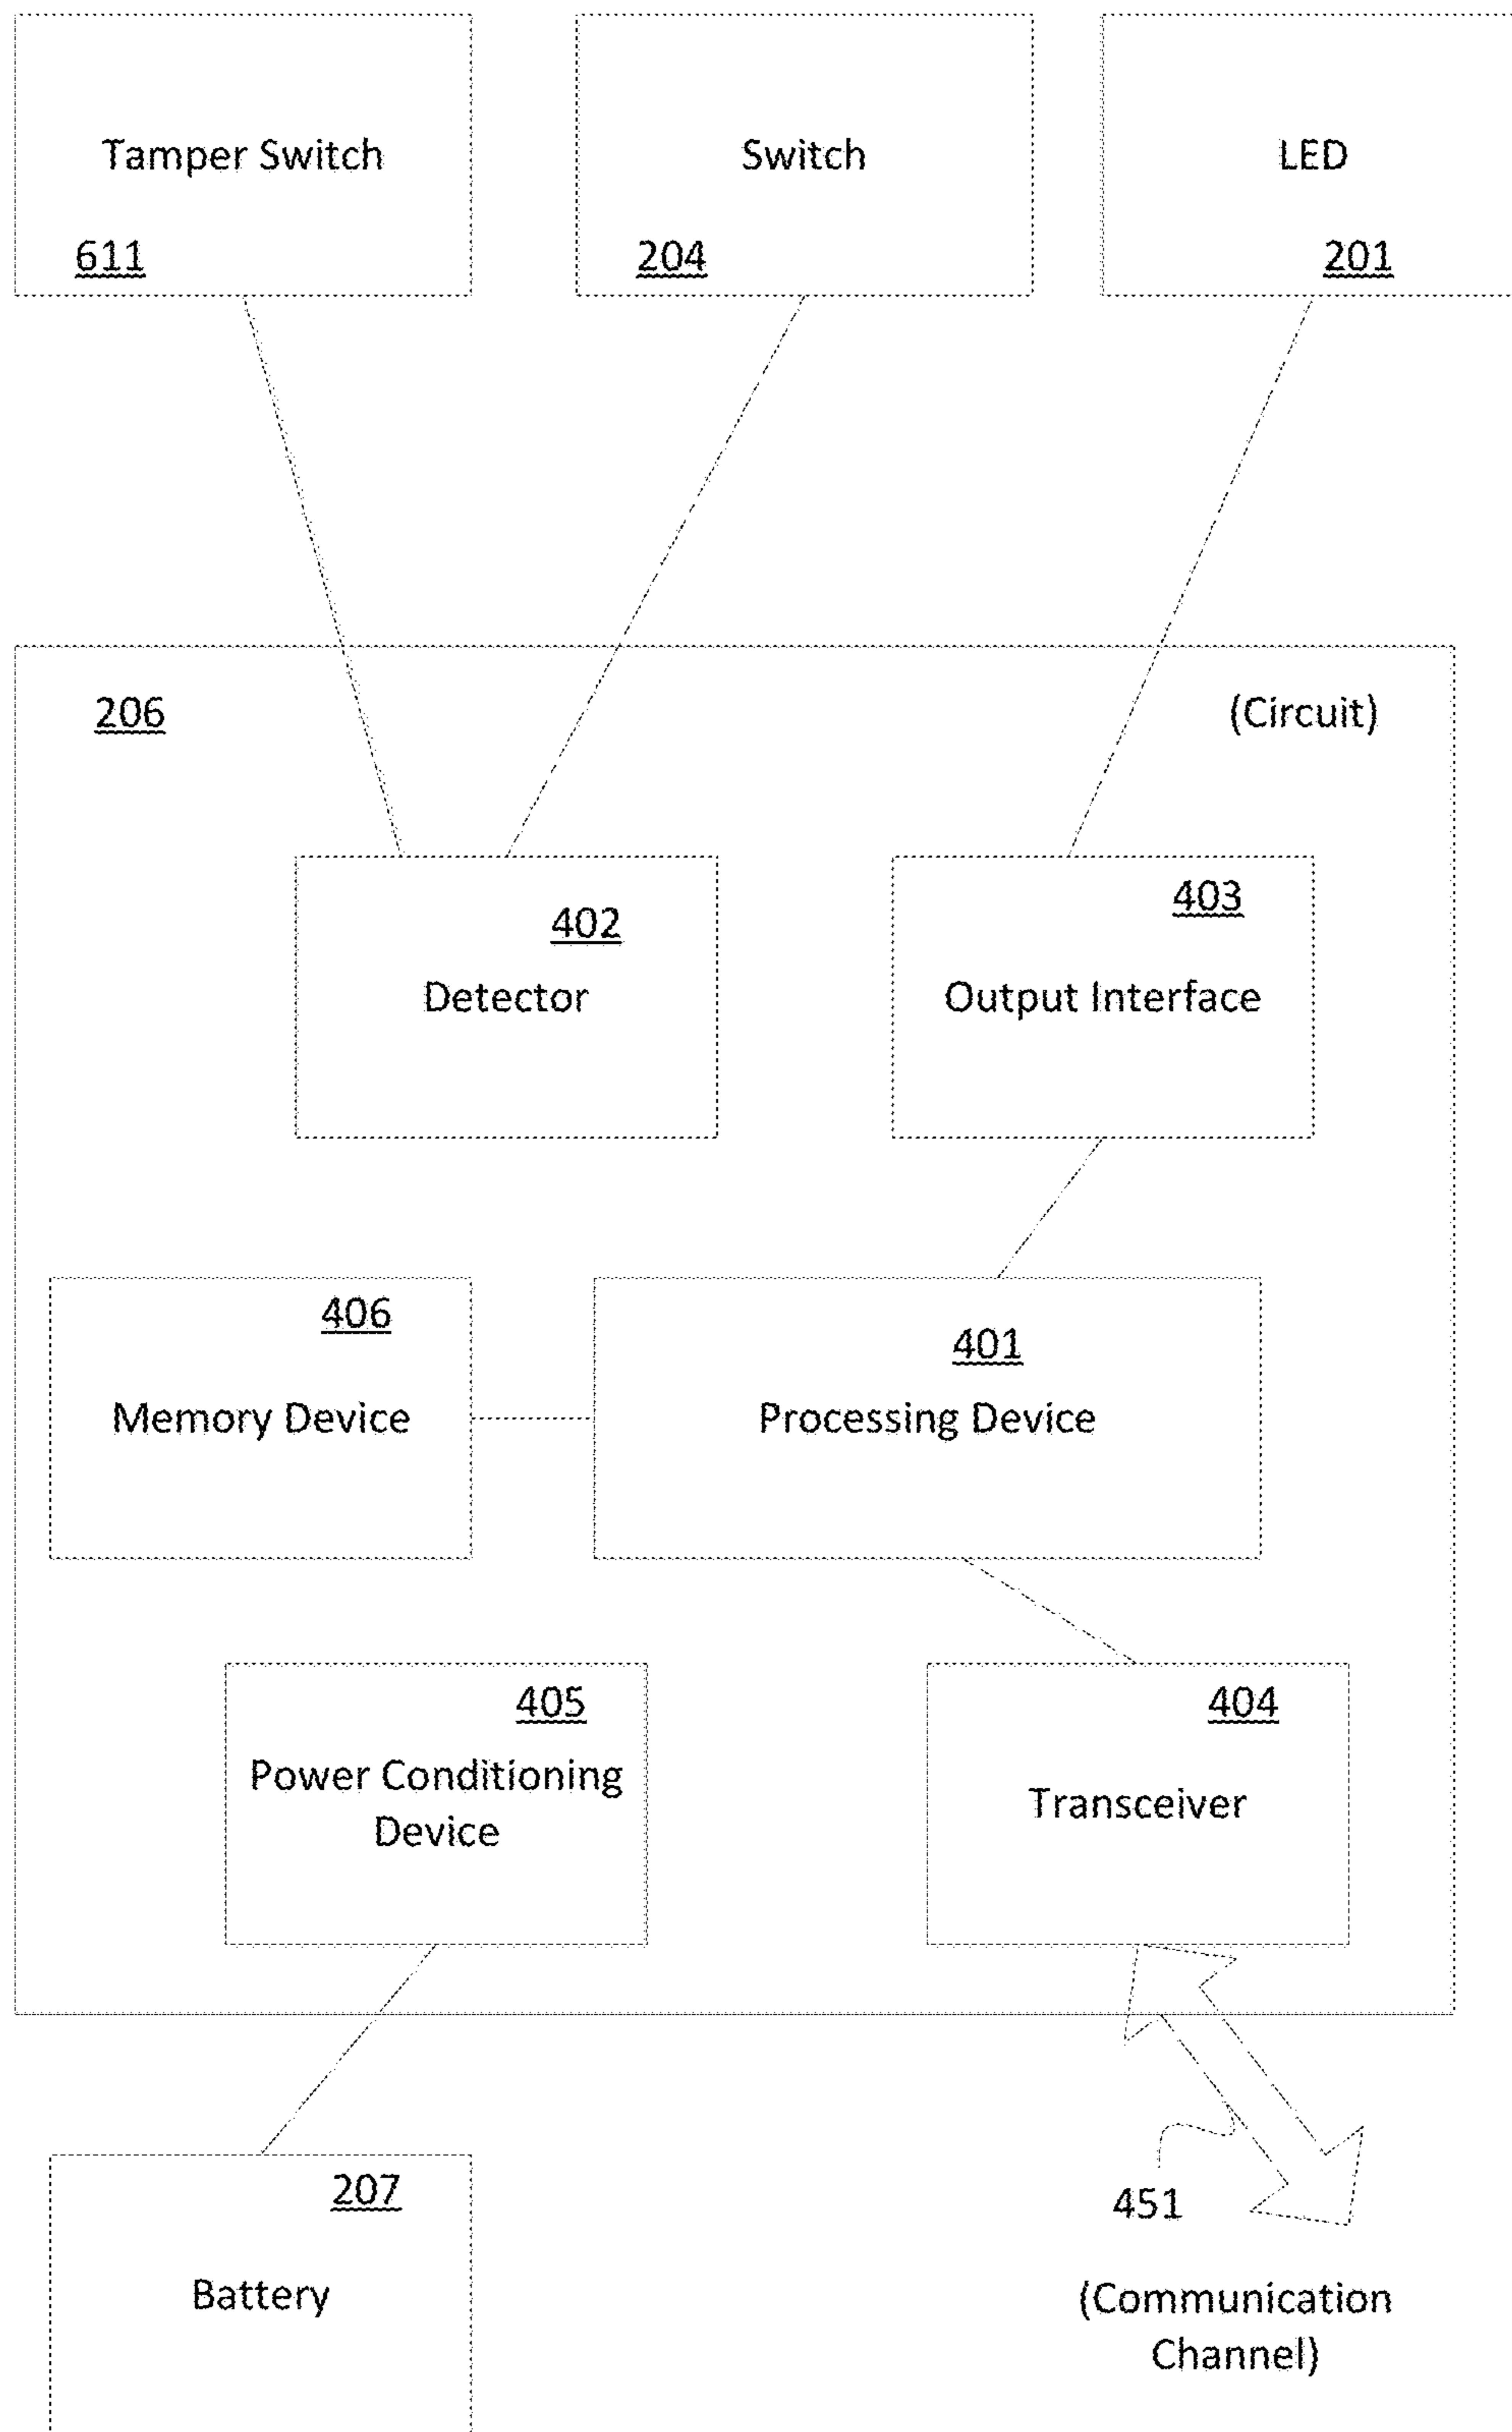 Tamper Switch
611
Switch
204
LED
201
206
(Circuit)
402
Detector
403
Output Interface
406
Memory Device
401
Processing Device
405
Power Conditioning
Device
404
Transceiver
207
Battery
451
(Communication
Channel)